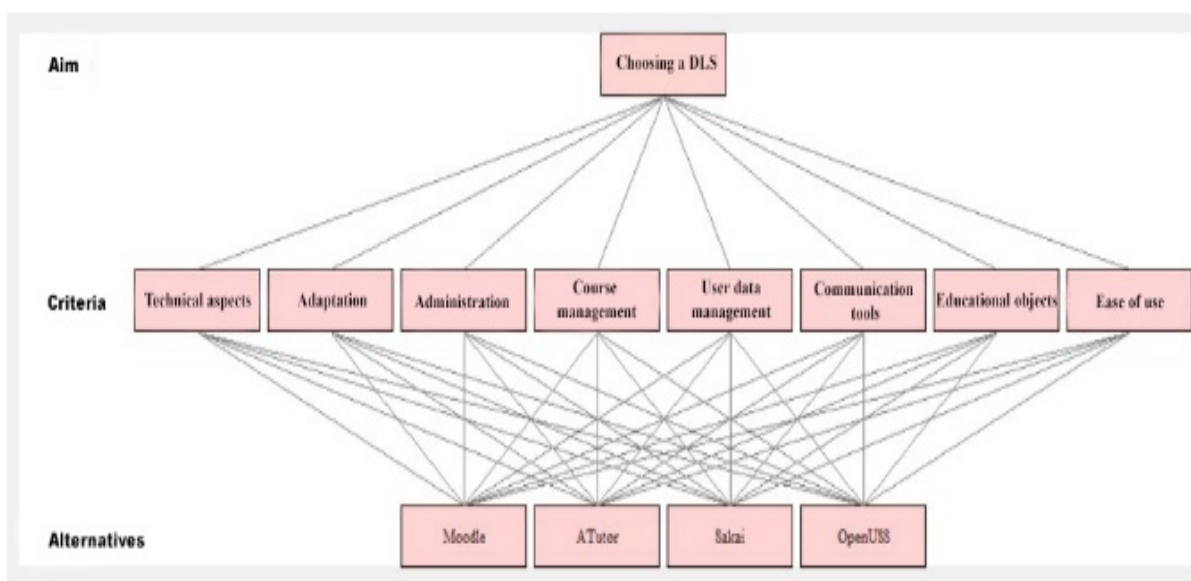 Aim
Choosing a DLS
Criteria
Technical aspects
Adaptation
Administration
Course
management
User data
management
Communication
tools
Educational objects
Ease of use
Alternatives
Moodle
ATutor
Sakai
OpenUSS